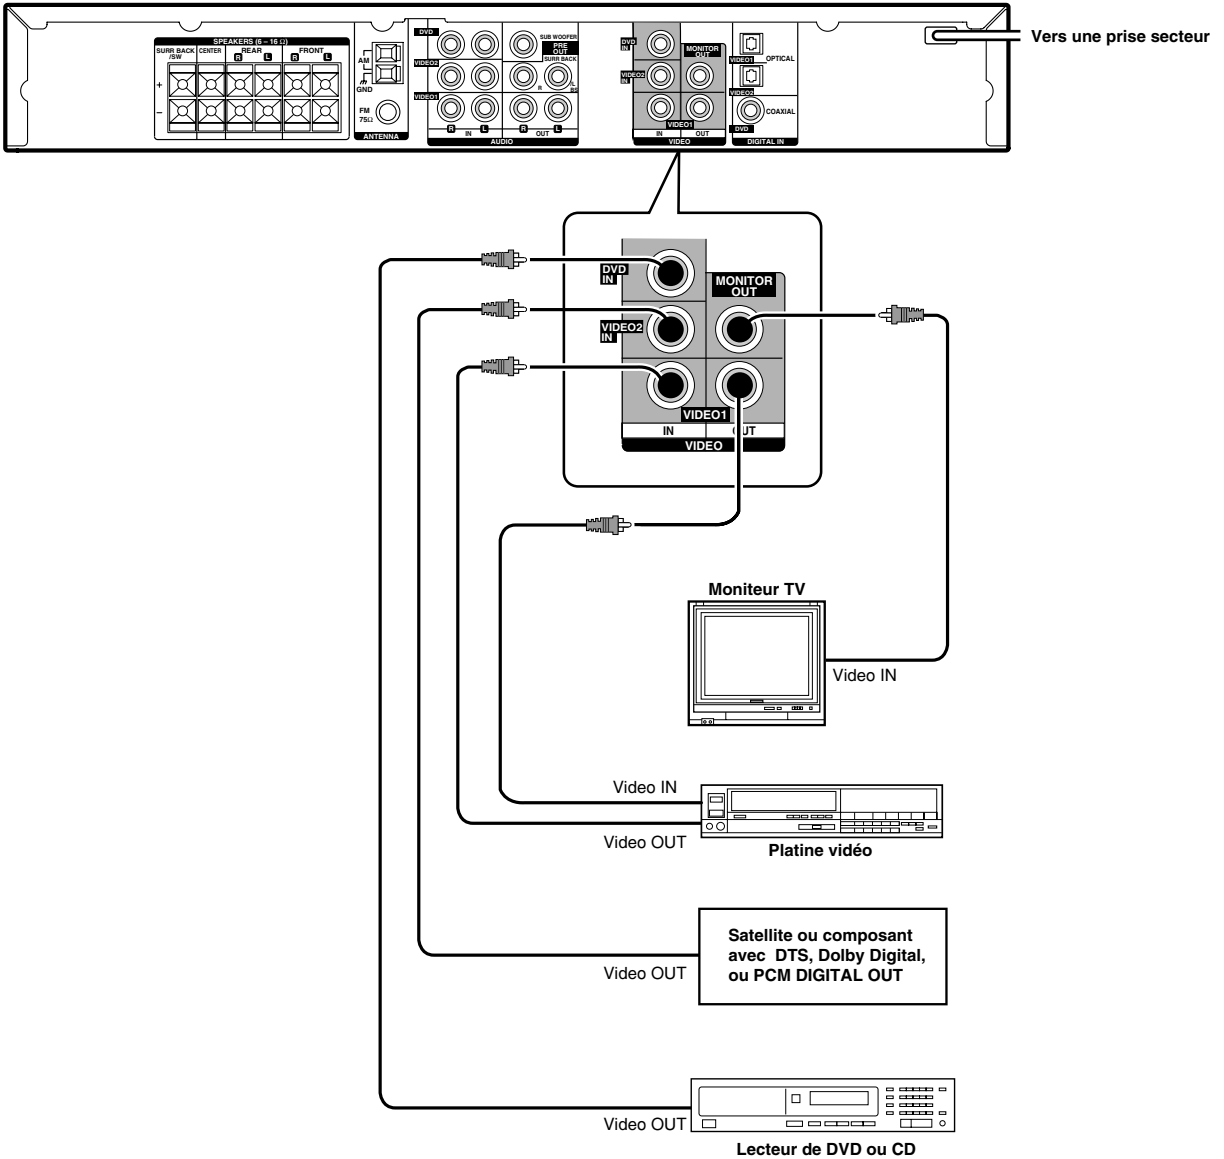 Vers une prise secteur
SPEAKERS (6 – 16 Ω)
SURR BACK /SW
CENTER
REAR
FRONT
R
L
R
L
+
–
AM
GND
FM 75Ω
ANTENNA
DVD
VIDEO2
VIDEO1
SUB WOOFER
PRE OUT
SURR BACK
R
L/BS
R
L
R
L
IN
OUT
AUDIO
DVD IN
VIDEO2 IN
MONITOR OUT
VIDEO1
IN
OUT
VIDEO
VIDEO1
OPTICAL
VIDEO2
COAXIAL
DVD
DIGITAL IN
DVD IN
MONITOR OUT
VIDEO2 IN
VIDEO1
IN
OUT
VIDEO
Moniteur TV
Video IN
Video IN
Video OUT
Platine vidéo
Satellite ou composant
avec DTS, Dolby Digital,
ou PCM DIGITAL OUT
Video OUT
Video OUT
Lecteur de DVD ou CD